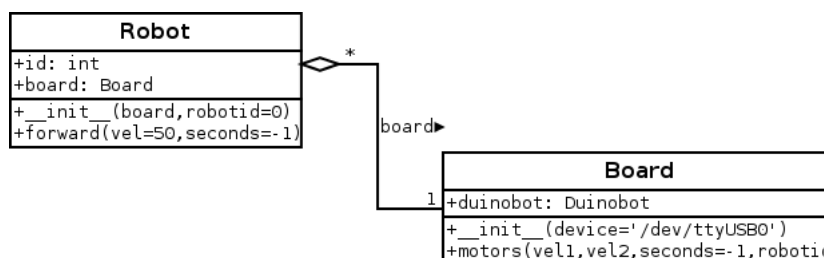 Robot
+id: int
+board: Board
+__init__(board,robotid=0)
+forward(vel=50,seconds=-1)
*
board▶
1
Board
+duinobot: Duinobot
+__init__(device='/dev/ttyUSB0')
+motors(vel1,vel2,seconds=-1,robotid